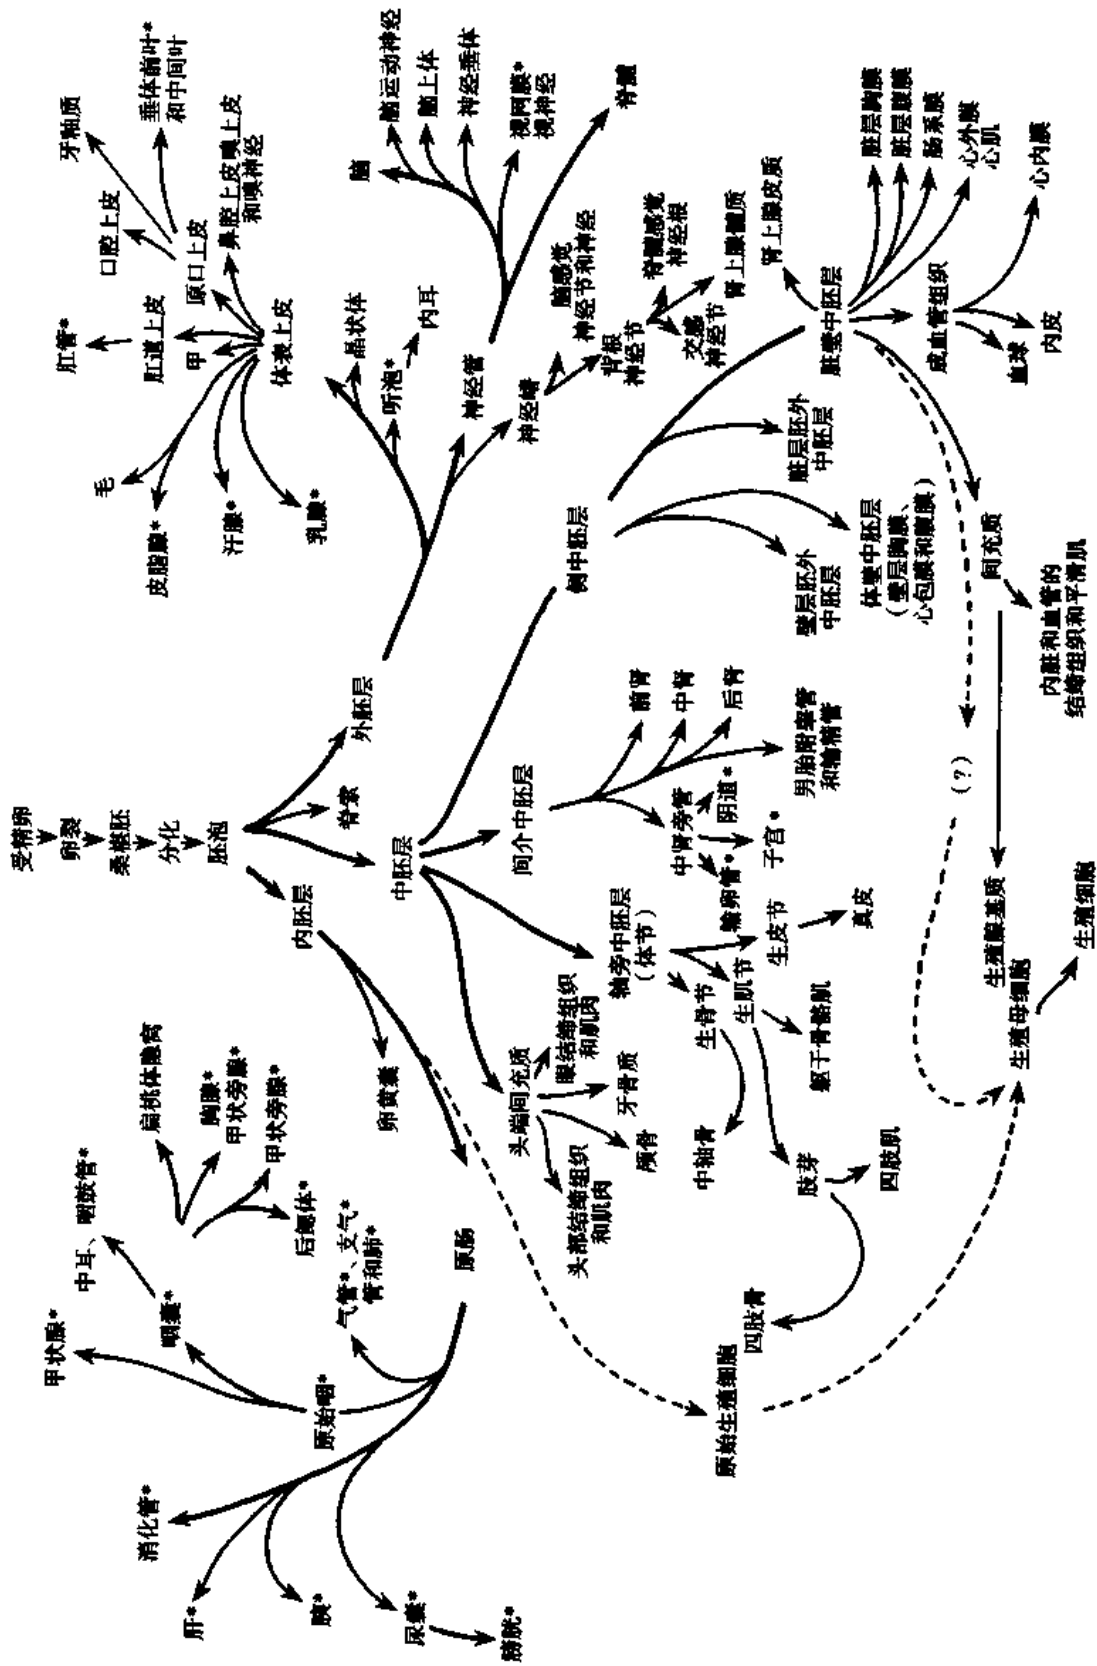 受精卵
卵裂
桑椹胚
分化
胚泡
内胚层
中胚层
脊索
外胚层
卵黄囊
原肠
气管*、支气*
管和肺*
原始咽*
甲状腺*
咽囊*
中耳、咽鼓管*
扁桃体隐窝
胸腺*
甲状旁腺*
甲状旁腺*
后鳃体*
消化管*
肝*
胰*
尿囊*
膀胱*
原始生殖细胞
头端间充质
眼结缔组织
和肌肉
牙骨质
颅骨
头部结缔组织
和肌肉
轴旁中胚层
(体节)
生骨节
生肌节
生皮节
真皮
中轴骨
躯干骨骼肌
肢芽
四肢肌
四肢骨
间介中胚层
前肾
中肾
后肾
男胎附睾管
和输精管
中肾旁管
阴道*
子宫*
输卵管*
侧中胚层
壁层胚外
中胚层
体壁中胚层
(壁层胸膜、
心包膜和腹膜)
脏层胚外
中胚层
脏壁中胚层
肾上腺皮质
脏层胸膜
脏层腹膜
肠系膜
心外膜
心肌
成血管组织
心内膜
内皮
血球
间充质
内脏和血管的
结缔组织和平滑肌
(?)
生殖腺基质
生殖母细胞
生殖细胞
体表上皮
毛
皮脂腺*
汗腺*
乳腺*
甲
肛道上皮
肛管*
原口上皮
口腔上皮
牙釉质
垂体前叶*
和中间叶
鼻腔上皮嗅上皮
和嗅神经
晶状体
听泡*
内耳
神经管
脑
脑运动神经
脑上体
神经垂体
视网膜*
视神经
脊髓
神经嵴
脑感觉
神经节和神经
背根
神经节
脊髓感觉
神经根
交感
神经节
肾上腺髓质